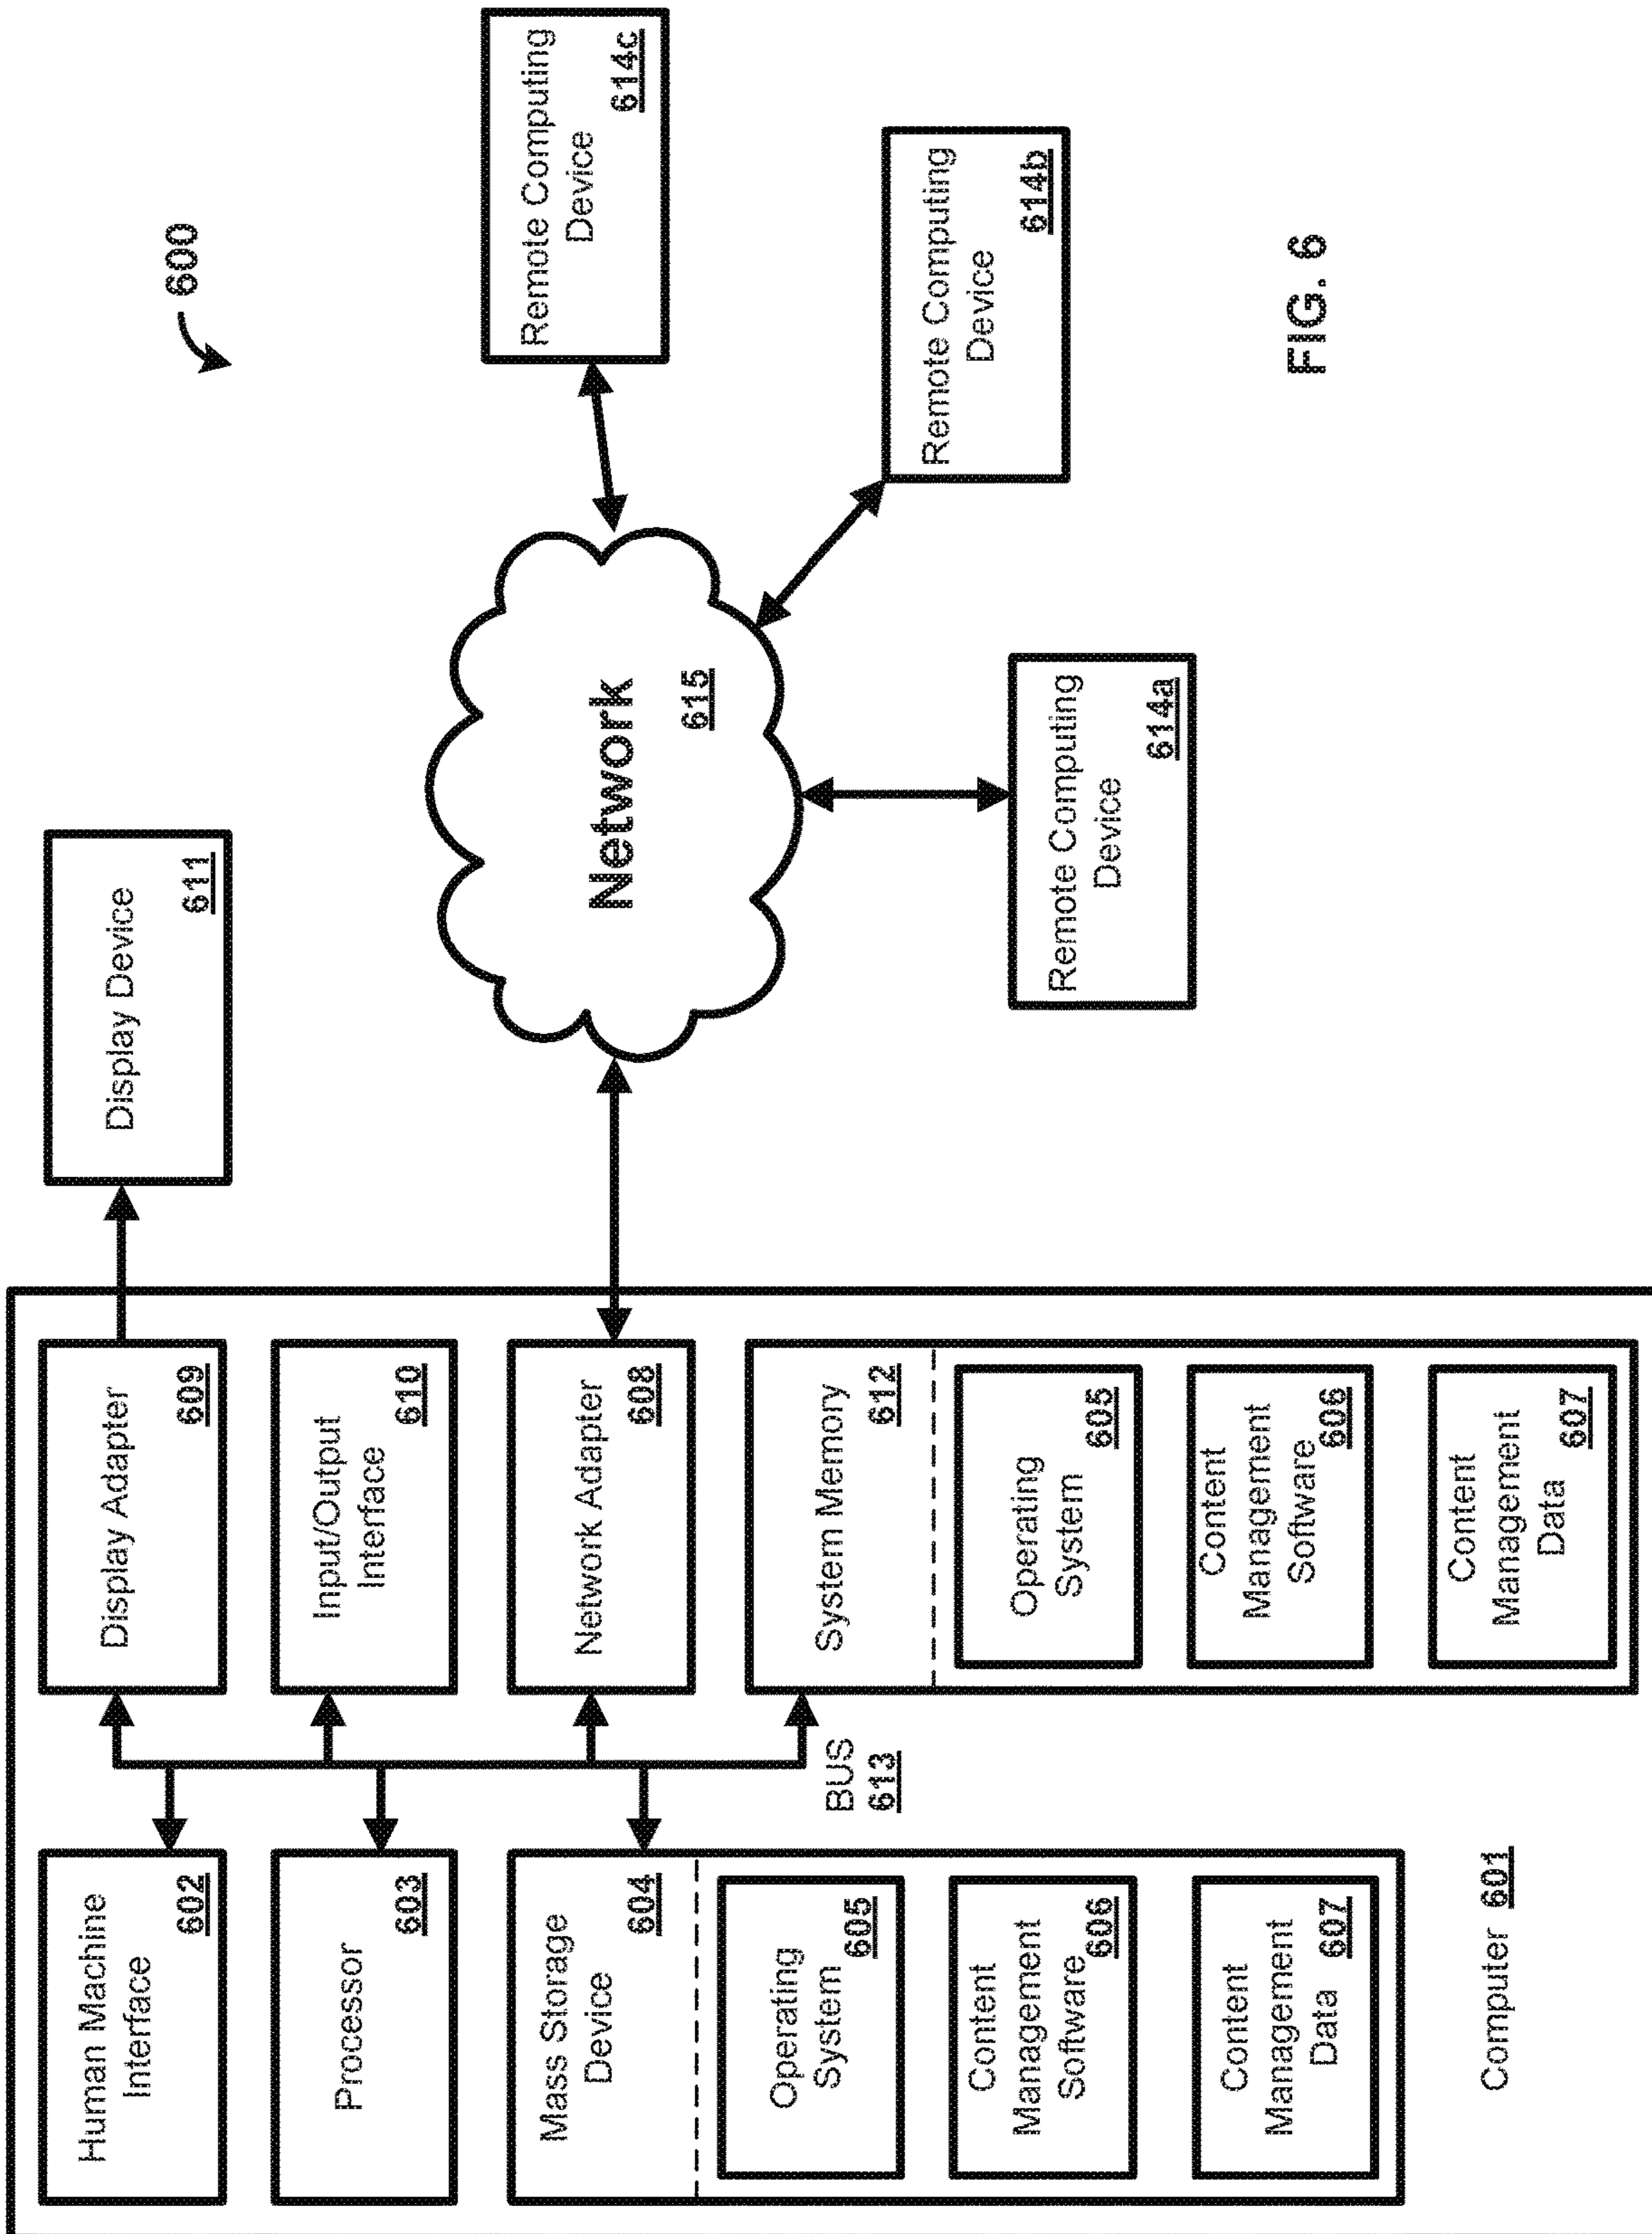 600
Human Machine
Interface
602
Processor
603
Mass Storage
Device
604
Operating
System
605
Content
Management
Software
606
Content
Management
Data
607
Computer 601
BUS
613
Display Adapter
609
Input/Output
Interface
610
Network Adapter
608
System Memory
612
Operating
System
605
Content
Management
Software
606
Content
Management
Data
607
Display Device
611
Network
615
Remote Computing
Device
614a
Remote Computing
Device
614b
Remote Computing
Device
614c
FIG. 6